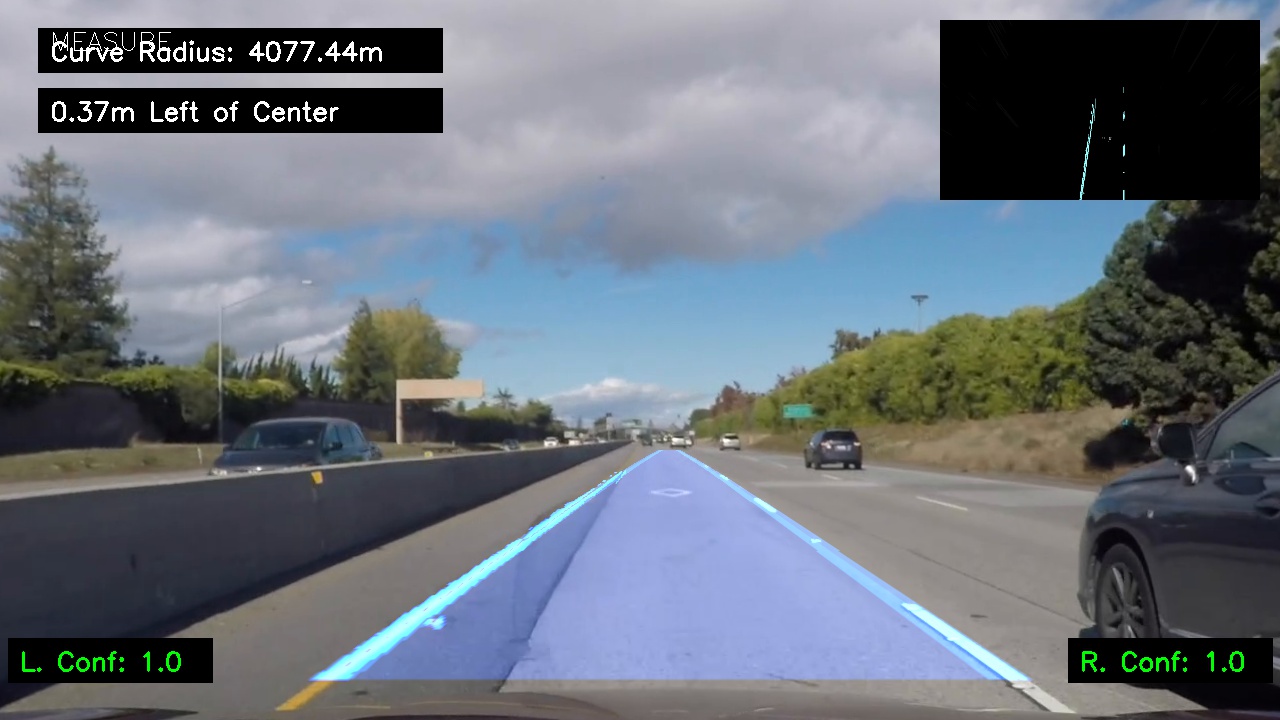 MEASURE
Curve Radius: 4077.44m
0.37m Left of Center
L. Conf: 1.0
R. Conf: 1.0